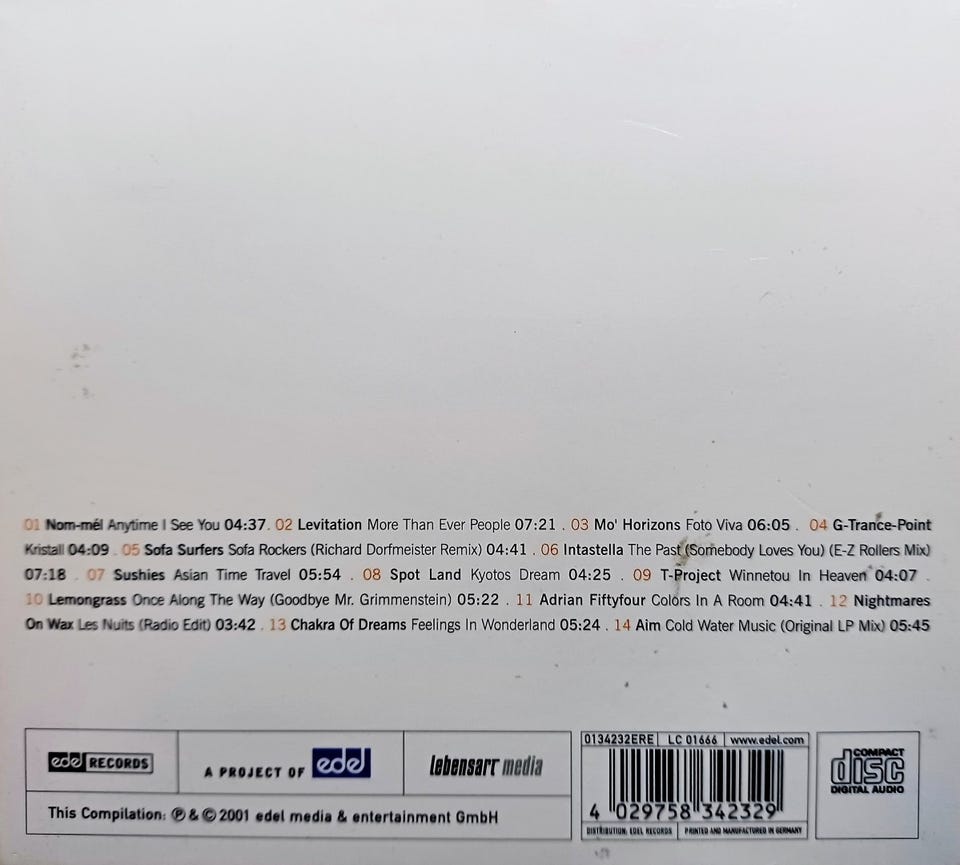 01 Nom-mél Anytime I See You 04:37 . 02 Levitation More Than Ever People 07:21 . 03 Mo' Horizons Foto Viva 06:05 . 04 G-Trance-Point
Kristall 04:09 . 05 Sofa Surfers Sofa Rockers (Richard Dorfmeister Remix) 04:41 . 06 Intastella The Past (Somebody Loves You) (E-Z Rollers Mix)
07:18 . 07 Sushies Asian Time Travel 05:54 . 08 Spot Land Kyotos Dream 04:25 . 09 T-Project Winnetou In Heaven 04:07 .
10 Lemongrass Once Along The Way (Goodbye Mr. Grimmenstein) 05:22 . 11 Adrian Fiftyfour Colors In A Room 04:41 . 12 Nightmares
On Wax Les Nuits (Radio Edit) 03:42 . 13 Chakra Of Dreams Feelings In Wonderland 05:24 . 14 Aim Cold Water Music (Original LP Mix) 05:45
edel RECORDS
A PROJECT OF edel
lebensart media
This Compilation: ℗ & © 2001 edel media & entertainment GmbH
0134232ERE LC 01666 www.edel.com
4 029758 342329
DISTRIBUTION: EDEL RECORDS PRINTED AND MANUFACTURED IN GERMANY
COMPACT
disc
DIGITAL AUDIO